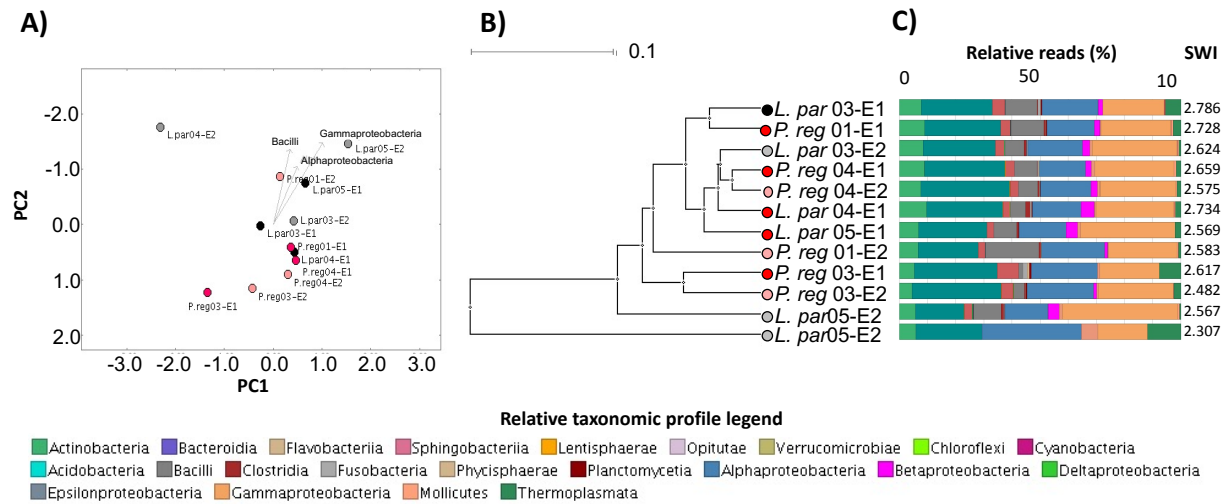 A)
B)
C)
0.1
Relative reads (%)
SWI
0 50 10
-2.0
-1.0
0.0
1.0
2.0
PC2
-3.0 -2.0 -1.0 0.0 1.0 2.0 3.0
PC1
L.par04-E2
Bacilli
Gammaproteobacteria
L.par05-E2
Alphaproteobacteria
P.reg01-E2
L.par05-E1
L.par03-E2
L.par03-E1
P.reg01-E1
L.par04-E1
P.reg04-E1
P.reg04-E2
P.reg03-E2
P.reg03-E1
L. par 03-E1 2.786
P. reg 01-E1 2.728
L. par 03-E2 2.624
P. reg 04-E1 2.659
P. reg 04-E2 2.575
L. par 04-E1 2.734
L. par 05-E1 2.569
P. reg 01-E2 2.583
P. reg 03-E1 2.617
P. reg 03-E2 2.482
L. par05-E2 2.567
L. par05-E2 2.307
Relative taxonomic profile legend
Actinobacteria Bacteroidia Flavobacteriia Sphingobacteriia Lentisphaerae Opitutae Verrucomicrobiae Chloroflexi Cyanobacteria
Acidobacteria Bacilli Clostridia Fusobacteria Phycisphaerae Planctomycetia Alphaproteobacteria Betaproteobacteria Deltaproteobacteria
Epsilonproteobacteria Gammaproteobacteria Mollicutes Thermoplasmata